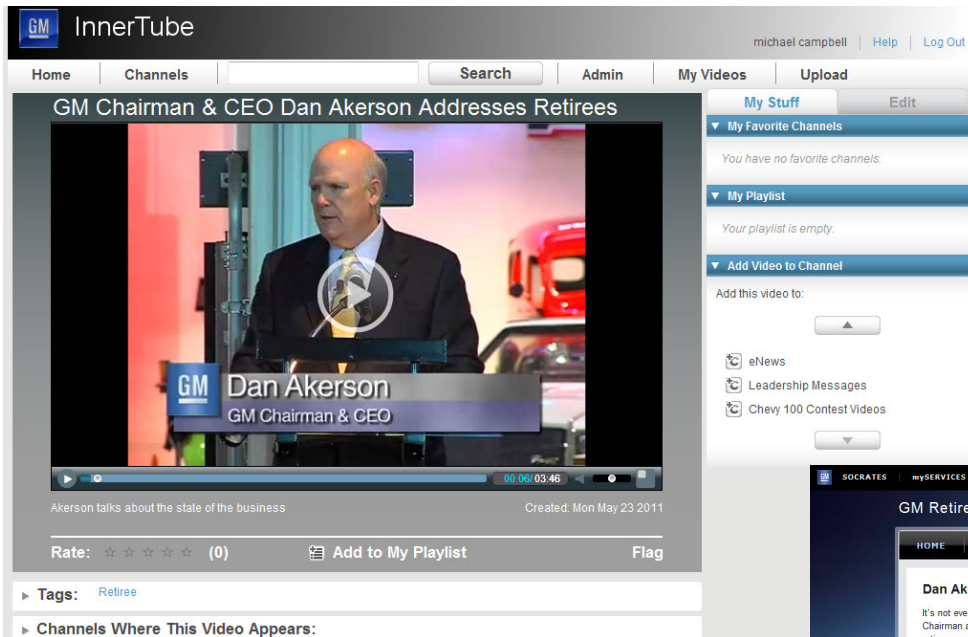 GM InnerTube
michael campbell | Help | Log Out
Home Channels Search Admin My Videos Upload
GM Chairman & CEO Dan Akerson Addresses Retirees
My Stuff Edit
My Favorite Channels
You have no favorite channels.
My Playlist
Your playlist is empty.
Add Video to Channel
Add this video to:
eNews
Leadership Messages
Chevy 100 Contest Videos
GM Dan Akerson
GM Chairman & CEO
00:06/03:46
Akerson talks about the state of the business
Created: Mon May 23 2011
Rate: (0) Add to My Playlist Flag
Tags: Retiree
Channels Where This Video Appears:
GM SOCRATES mySERVICES
GM Retire
HOME
Dan Ak
It's not eve
Chairman a